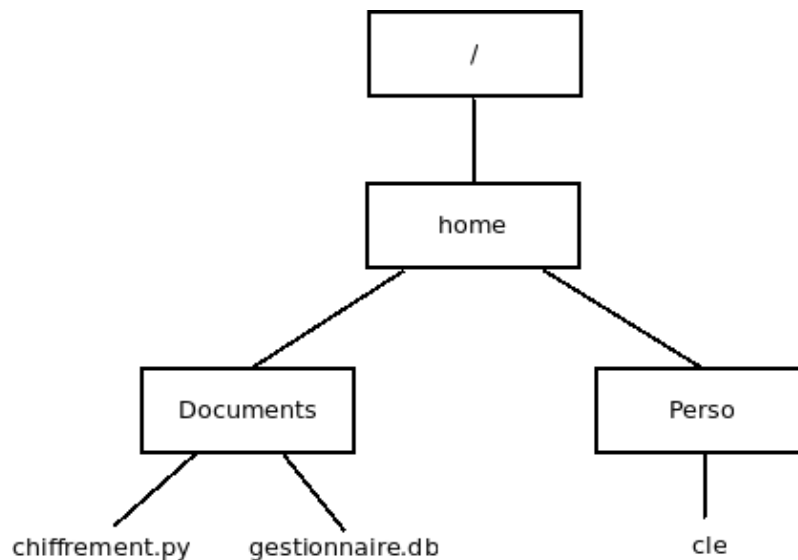 /
home
Documents
Perso
chiffrement.py
gestionnaire.db
cle